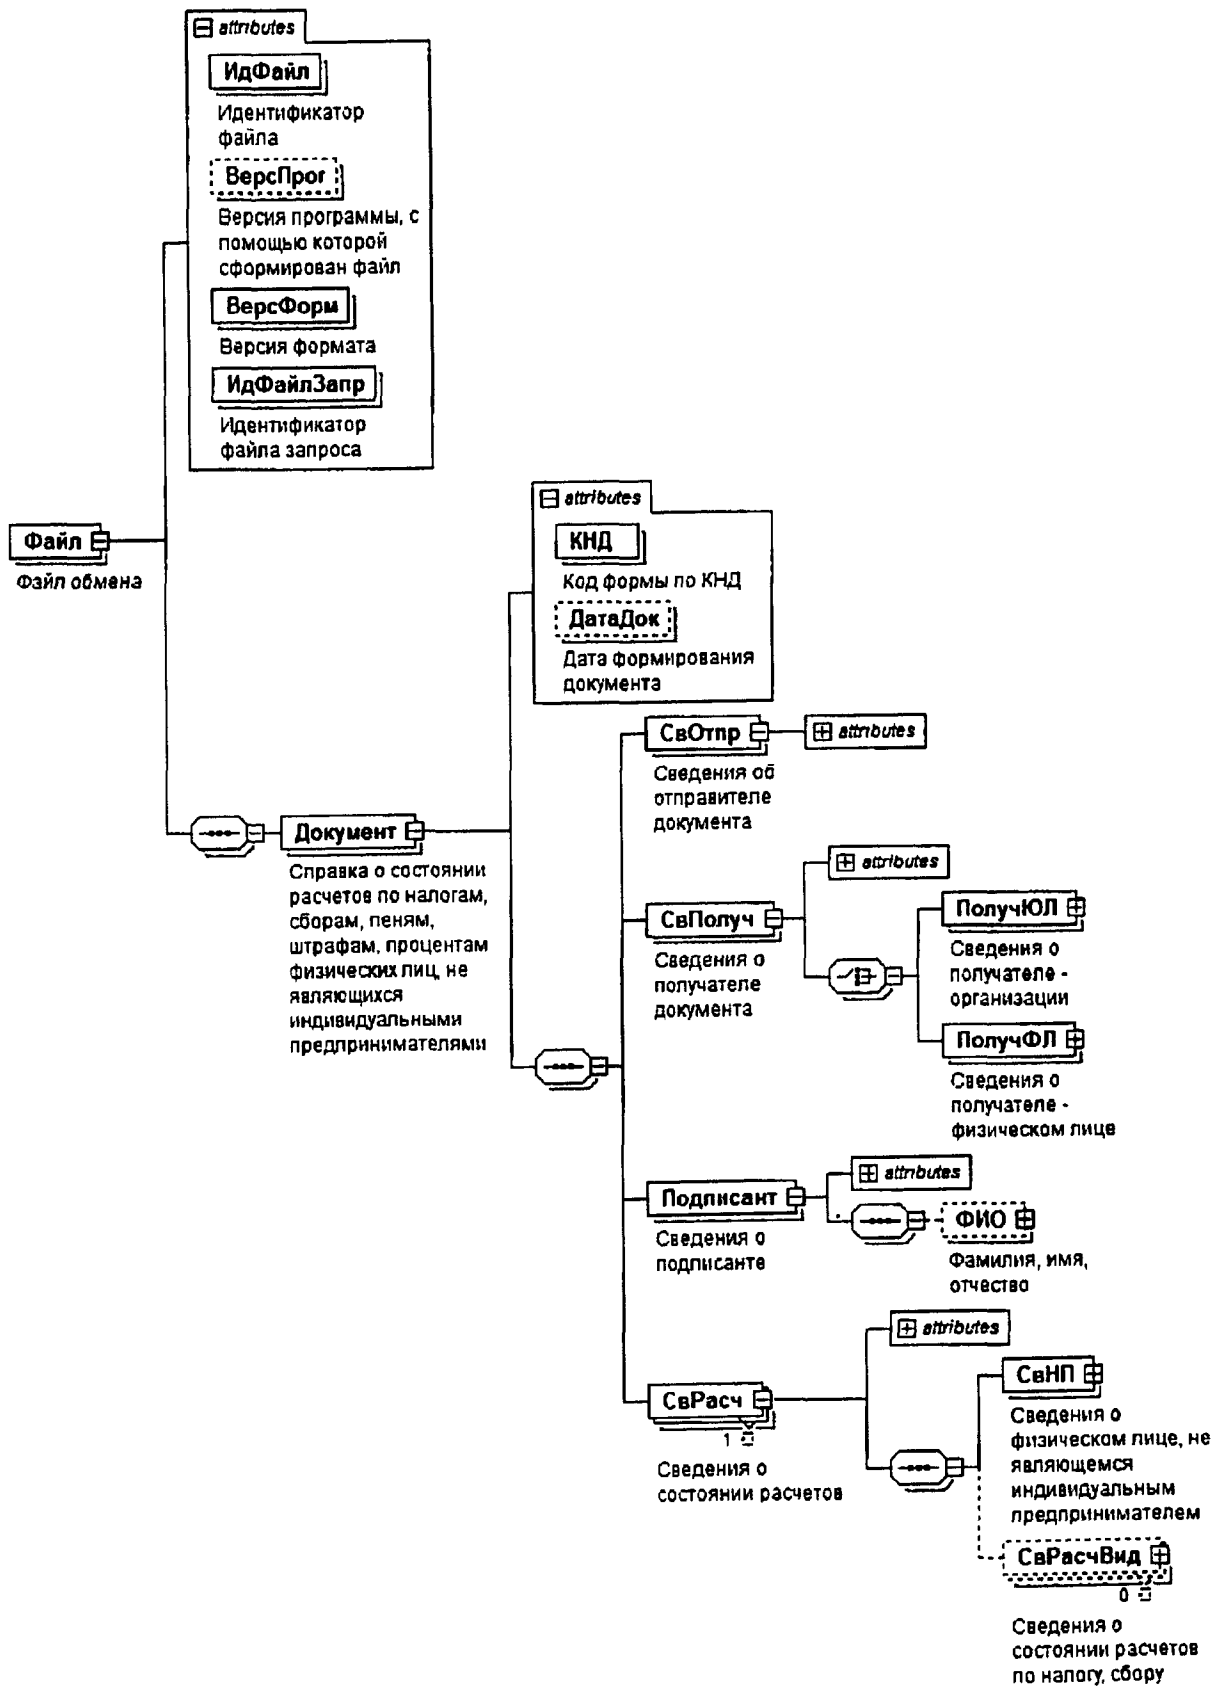 attributes
ИдФайл
Идентификатор
файла
ВерсПрог
Версия программы, с
помощью которой
сформирован файл
ВерсФорм
Версия формата
ИдФайлЗапр
Идентификатор
файла запроса
Файл
Файл обмена
attributes
КНД
Код формы по КНД
ДатаДок
Дата формирования
документа
Документ
Справка о состоянии
расчетов по налогам,
сборам, пеням,
штрафам, процентам
физических лиц, не
являющихся
индивидуальными
предпринимателями
СвОтпр
attributes
Сведения об
отправителе
документа
СвПолуч
Сведения о
получателе
документа
attributes
ПолучЮЛ
Сведения о
получателе -
организации
ПолучФЛ
Сведения о
получателе -
физическом лице
Подписант
Сведения о
подписанте
attributes
ФИО
Фамилия, имя,
отчество
СвРасч
1
Сведения о
состоянии расчетов
attributes
СвНП
Сведения о
физическом лице, не
являющемся
индивидуальным
предпринимателем
СвРасчВид
0
Сведения о
состоянии расчетов
по налогу, сбору